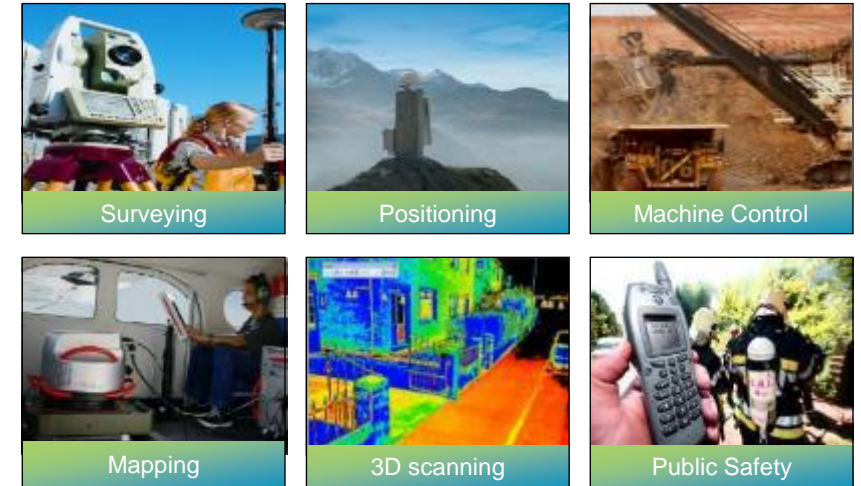 Surveying
Positioning
Machine Control
Mapping
3D scanning
Public Safety